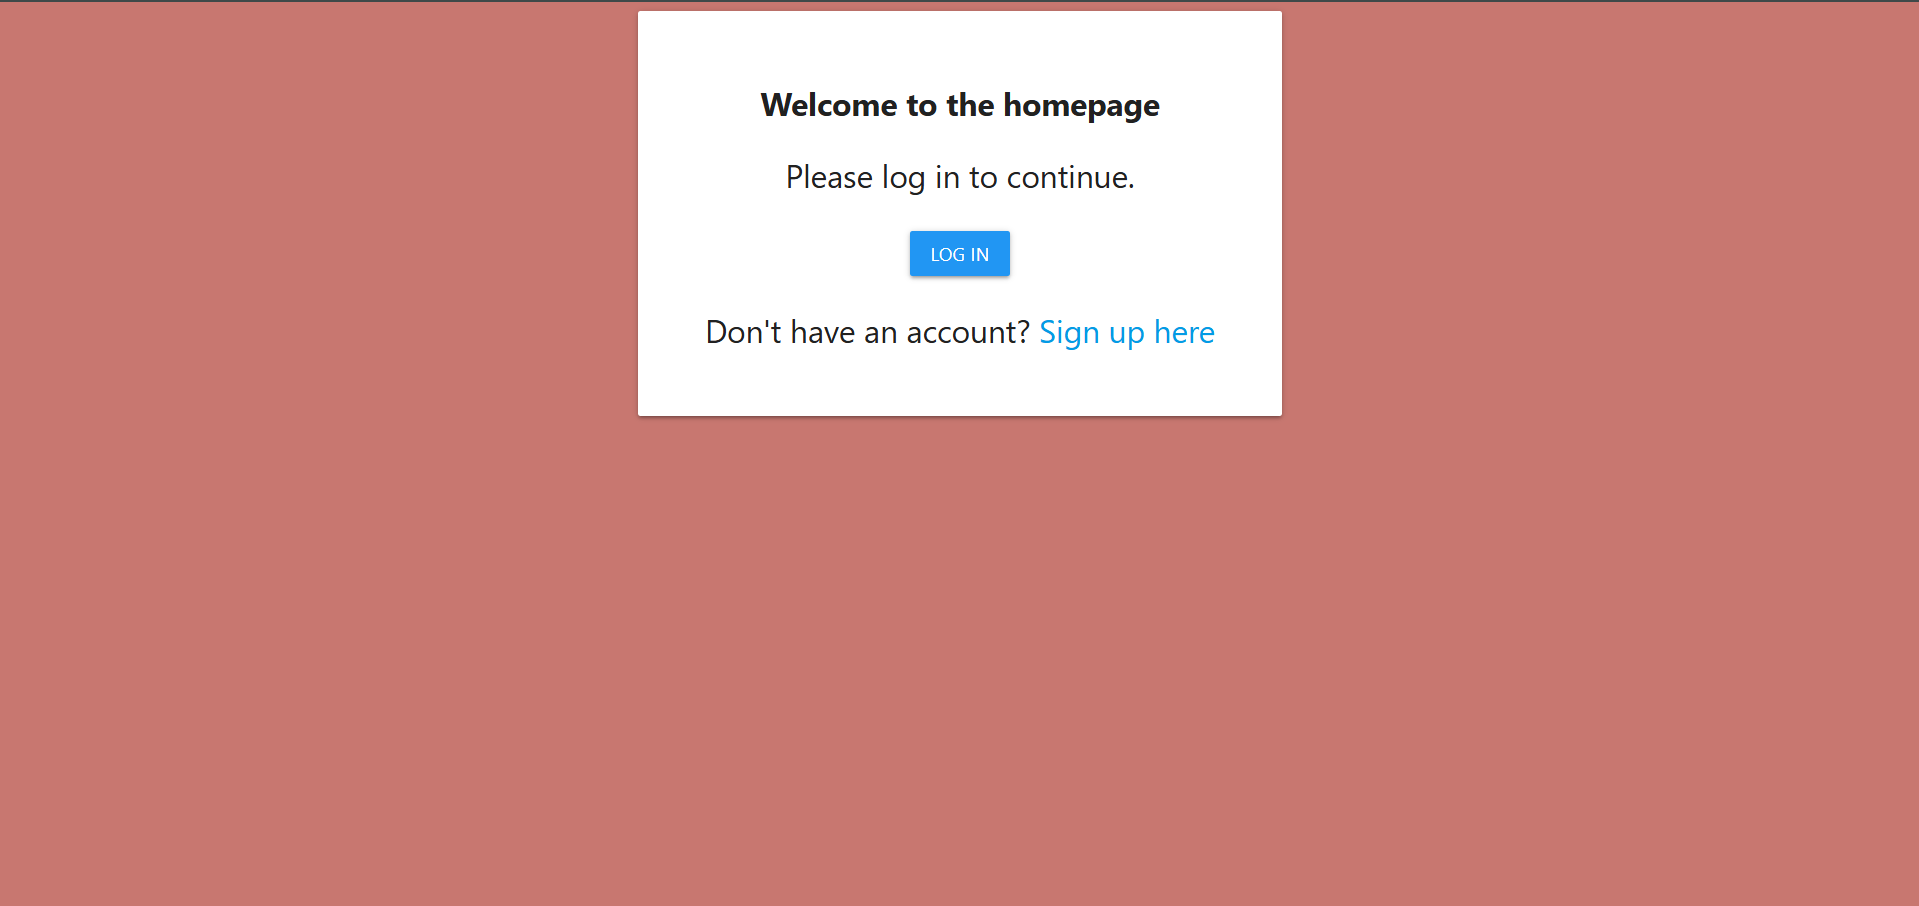 Welcome to the homepage
Please log in to continue.
LOG IN
Don't have an account? Sign up here